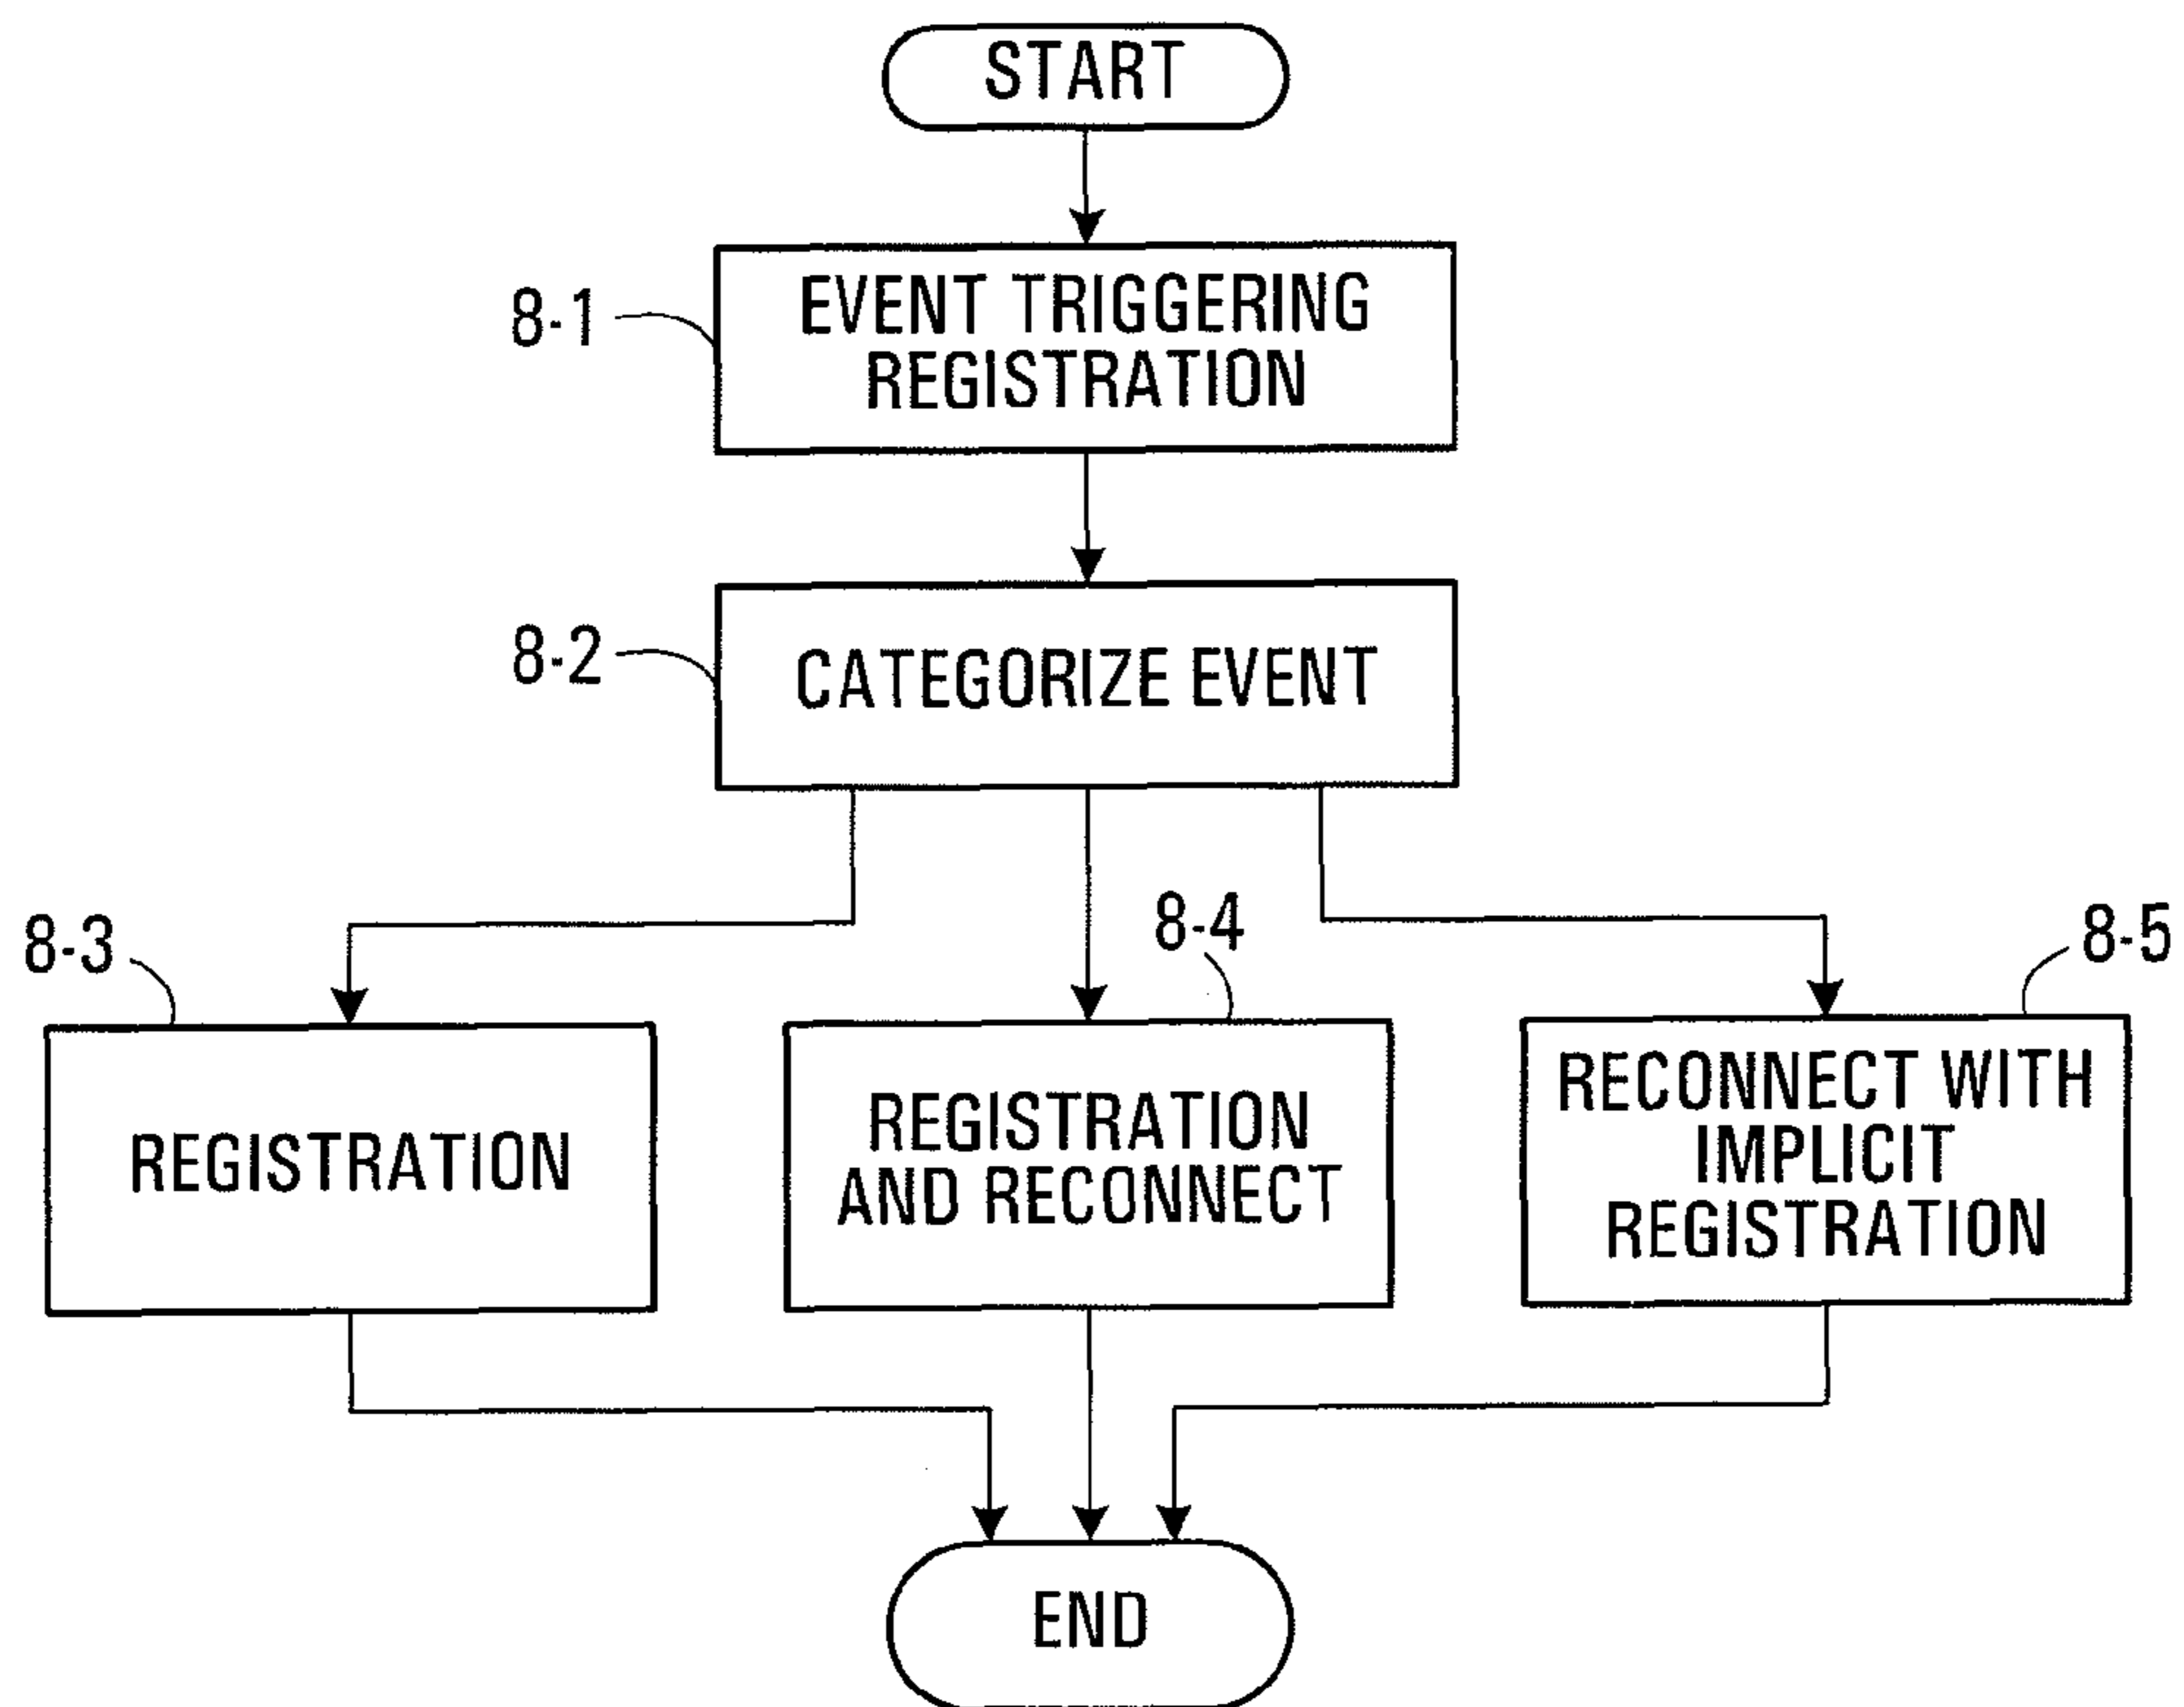 START
8-1
EVENT TRIGGERING
REGISTRATION
8-2
CATEGORIZE EVENT
8-3
REGISTRATION
8-4
REGISTRATION
AND RECONNECT
8-5
RECONNECT WITH
IMPLICIT
REGISTRATION
END